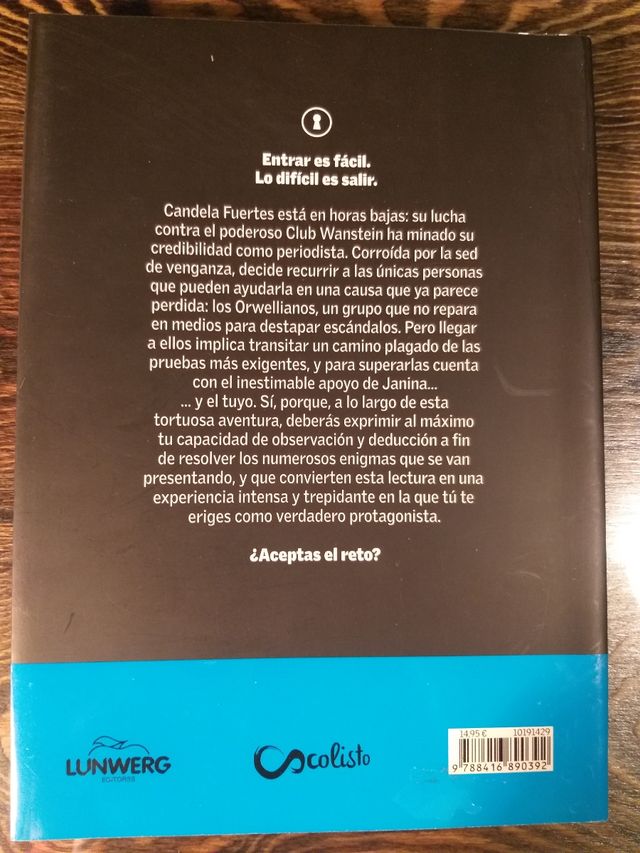 Entrar es fácil.
Lo difícil es salir.
Candela Fuertes está en horas bajas: su lucha
contra el poderoso Club Wanstein ha minado su
credibilidad como periodista. Corroída por la sed
de venganza, decide recurrir a las únicas personas
que pueden ayudarla en una causa que ya parece
perdida: los Orwellianos, un grupo que no repara
en medios para destapar escándalos. Pero llegar
a ellos implica transitar un camino plagado de las
pruebas más exigentes, y para superarlas cuenta
con el inestimable apoyo de Janina...
... y el tuyo. Sí, porque, a lo largo de esta
tortuosa aventura, deberás exprimir al máximo
tu capacidad de observación y deducción a fin
de resolver los numerosos enigmas que se van
presentando, y que convierten esta lectura en una
experiencia intensa y trepidante en la que tú te
eriges como verdadero protagonista.
¿Aceptas el reto?
LUNWERG
EDITORES
colisto
14,95 € 10191429
9 788416 890392